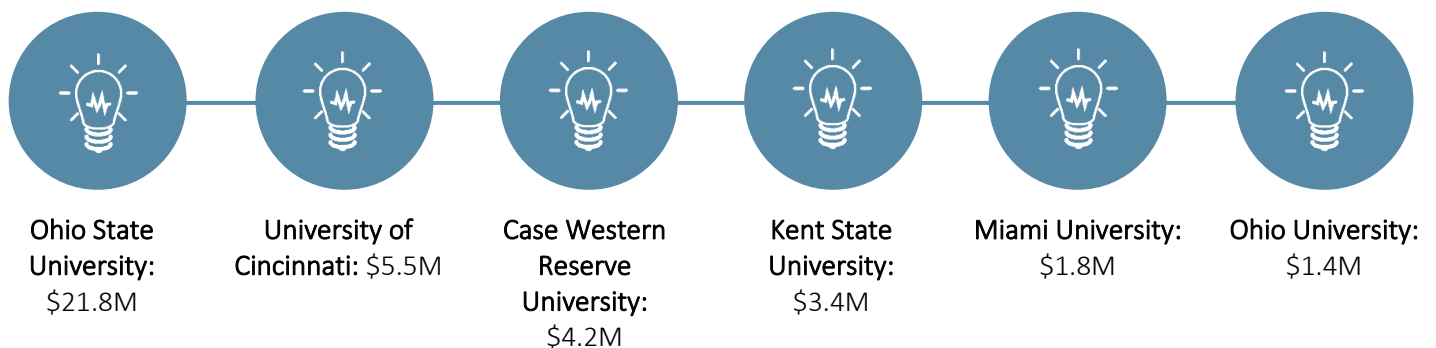 Ohio State
University:
$21.8M
University of
Cincinnati: $5.5M
Case Western
Reserve
University:
$4.2M
Kent State
University:
$3.4M
Miami University:
$1.8M
Ohio University:
$1.4M